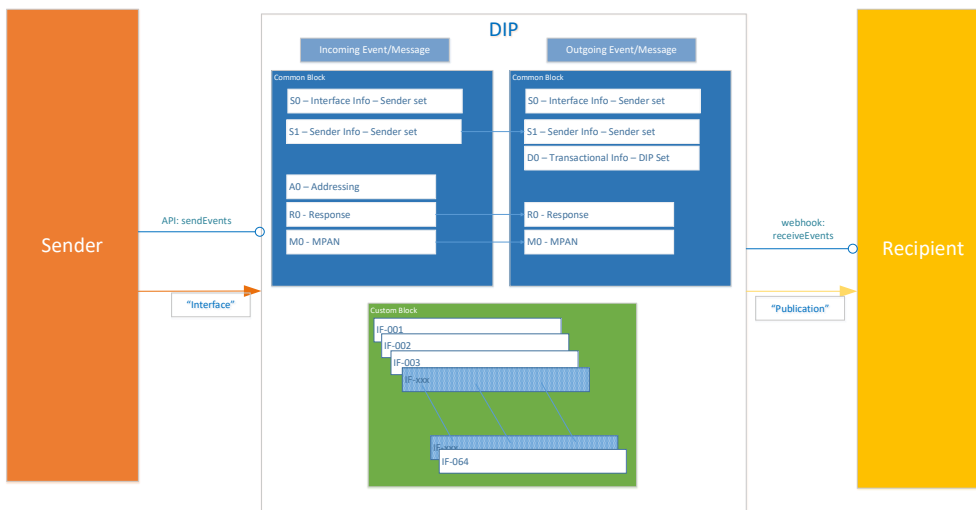 DIP
Incoming Event/Message
Outgoing Event/Message
Common Block
S0 – Interface Info – Sender set
S1 – Sender Info – Sender set
A0 – Addressing
R0 - Response
M0 - MPAN
Common Block
S0 – Interface Info – Sender set
S1 – Sender Info – Sender set
D0 – Transactional Info – DIP Set
R0 - Response
M0 - MPAN
Sender
API: sendEvents
"Interface"
webhook:
receiveEvents
Recipient
"Publication"
Custom Block
IF-001
IF-002
IF-003
IF-xxx
IF-xxx
IF-064